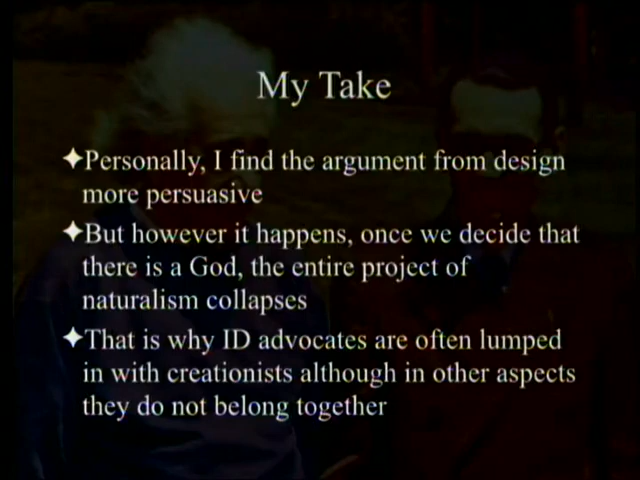 My Take
✦Personally, I find the argument from design
more persuasive
✦But however it happens, once we decide that
there is a God, the entire project of
naturalism collapses
✦That is why ID advocates are often lumped
in with creationists although in other aspects
they do not belong together